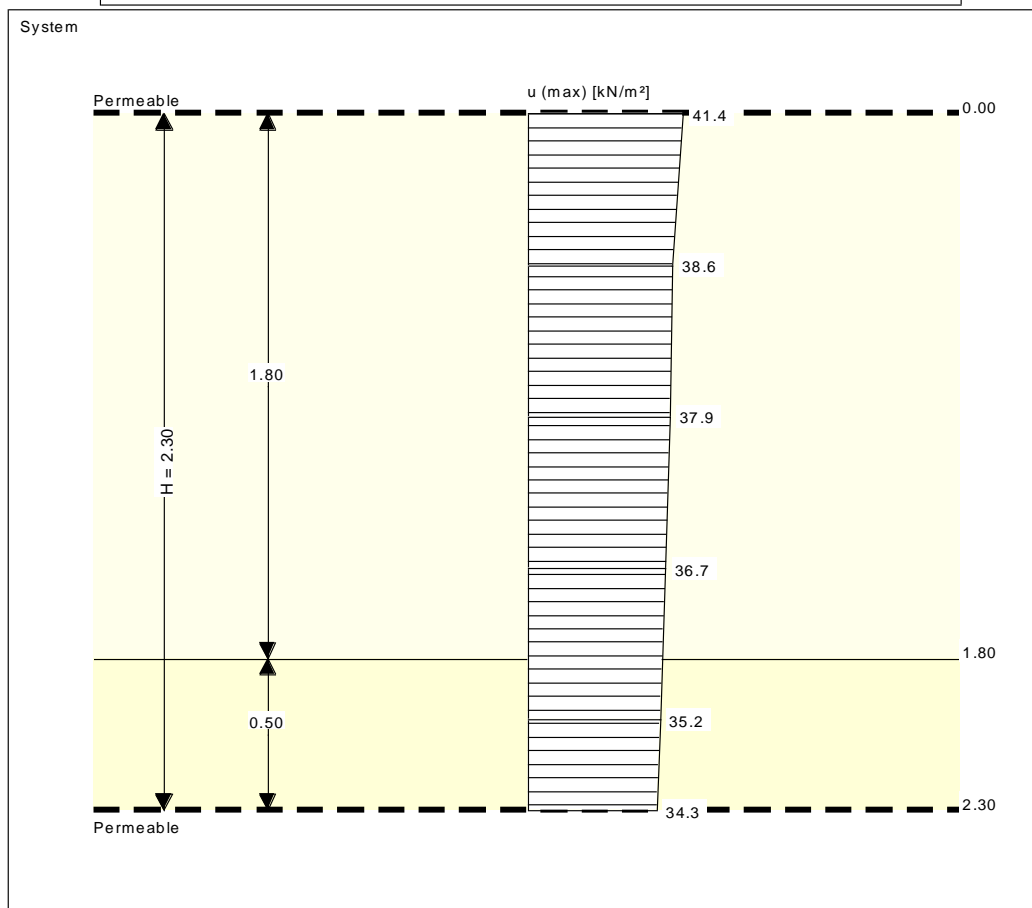 System
Permeable
u (max) [kN/m²]
0.00
41.4
38.6
1.80
37.9
H = 2.30
36.7
1.80
0.50
35.2
2.30
34.3
Permeable